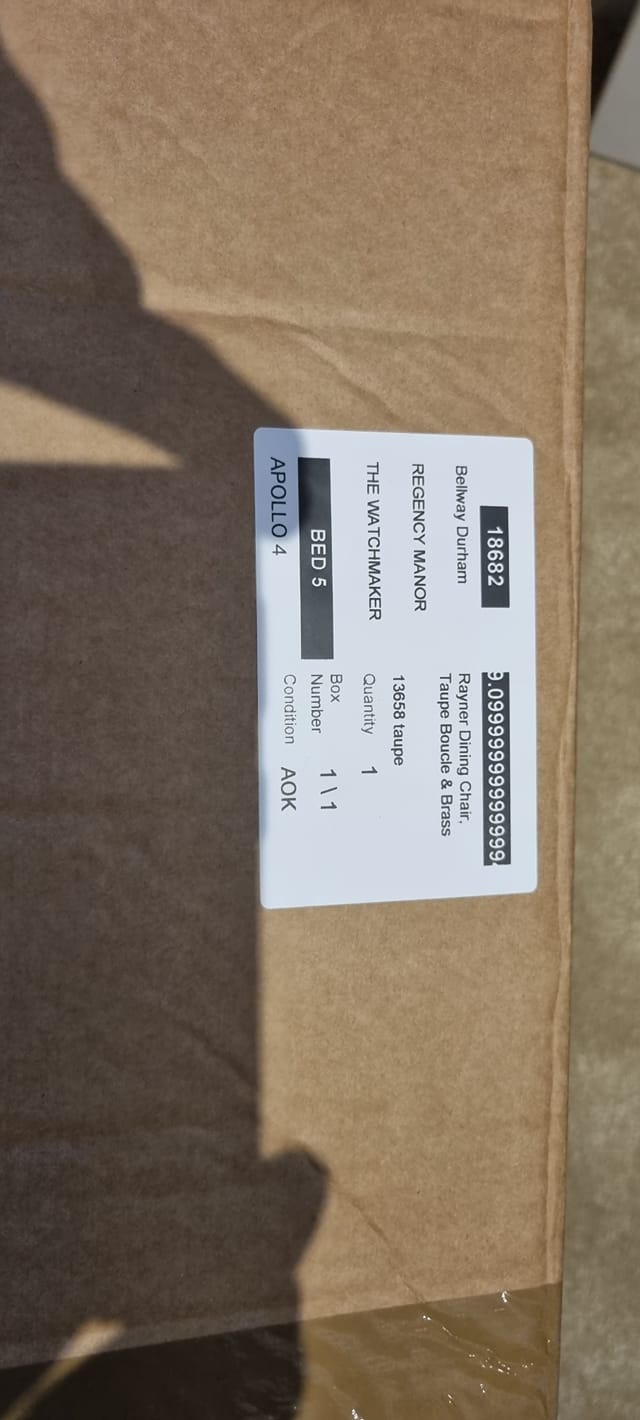 18682
9.0999999999999999
Bellway Durham
Rayner Dining Chair,
Taupe Boucle & Brass
REGENCY MANOR
13658 taupe
THE WATCHMAKER
Quantity 1
BED 5
Box
Number 1 \ 1
APOLLO 4
Condition AOK